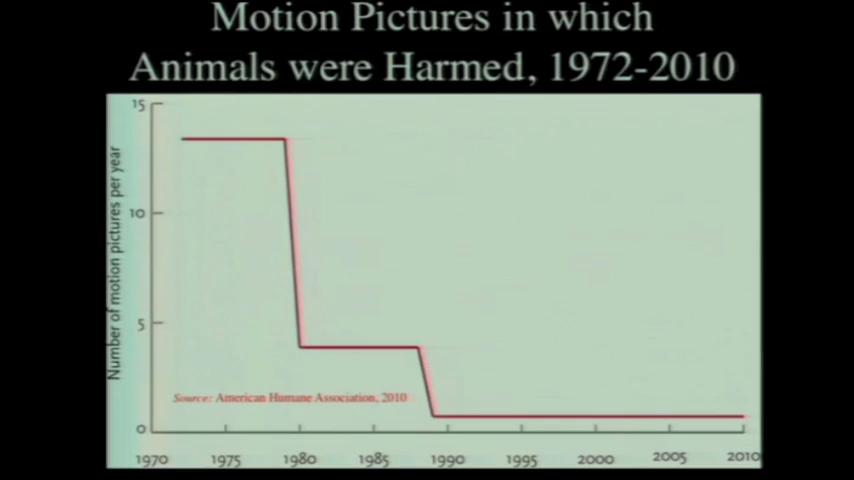 Motion Pictures in which
Animals were Harmed, 1972-2010
Number of motion pictures per year
15
10
5
0
Source: American Humane Association, 2010
1970 1975 1980 1985 1990 1995 2000 2005 2010